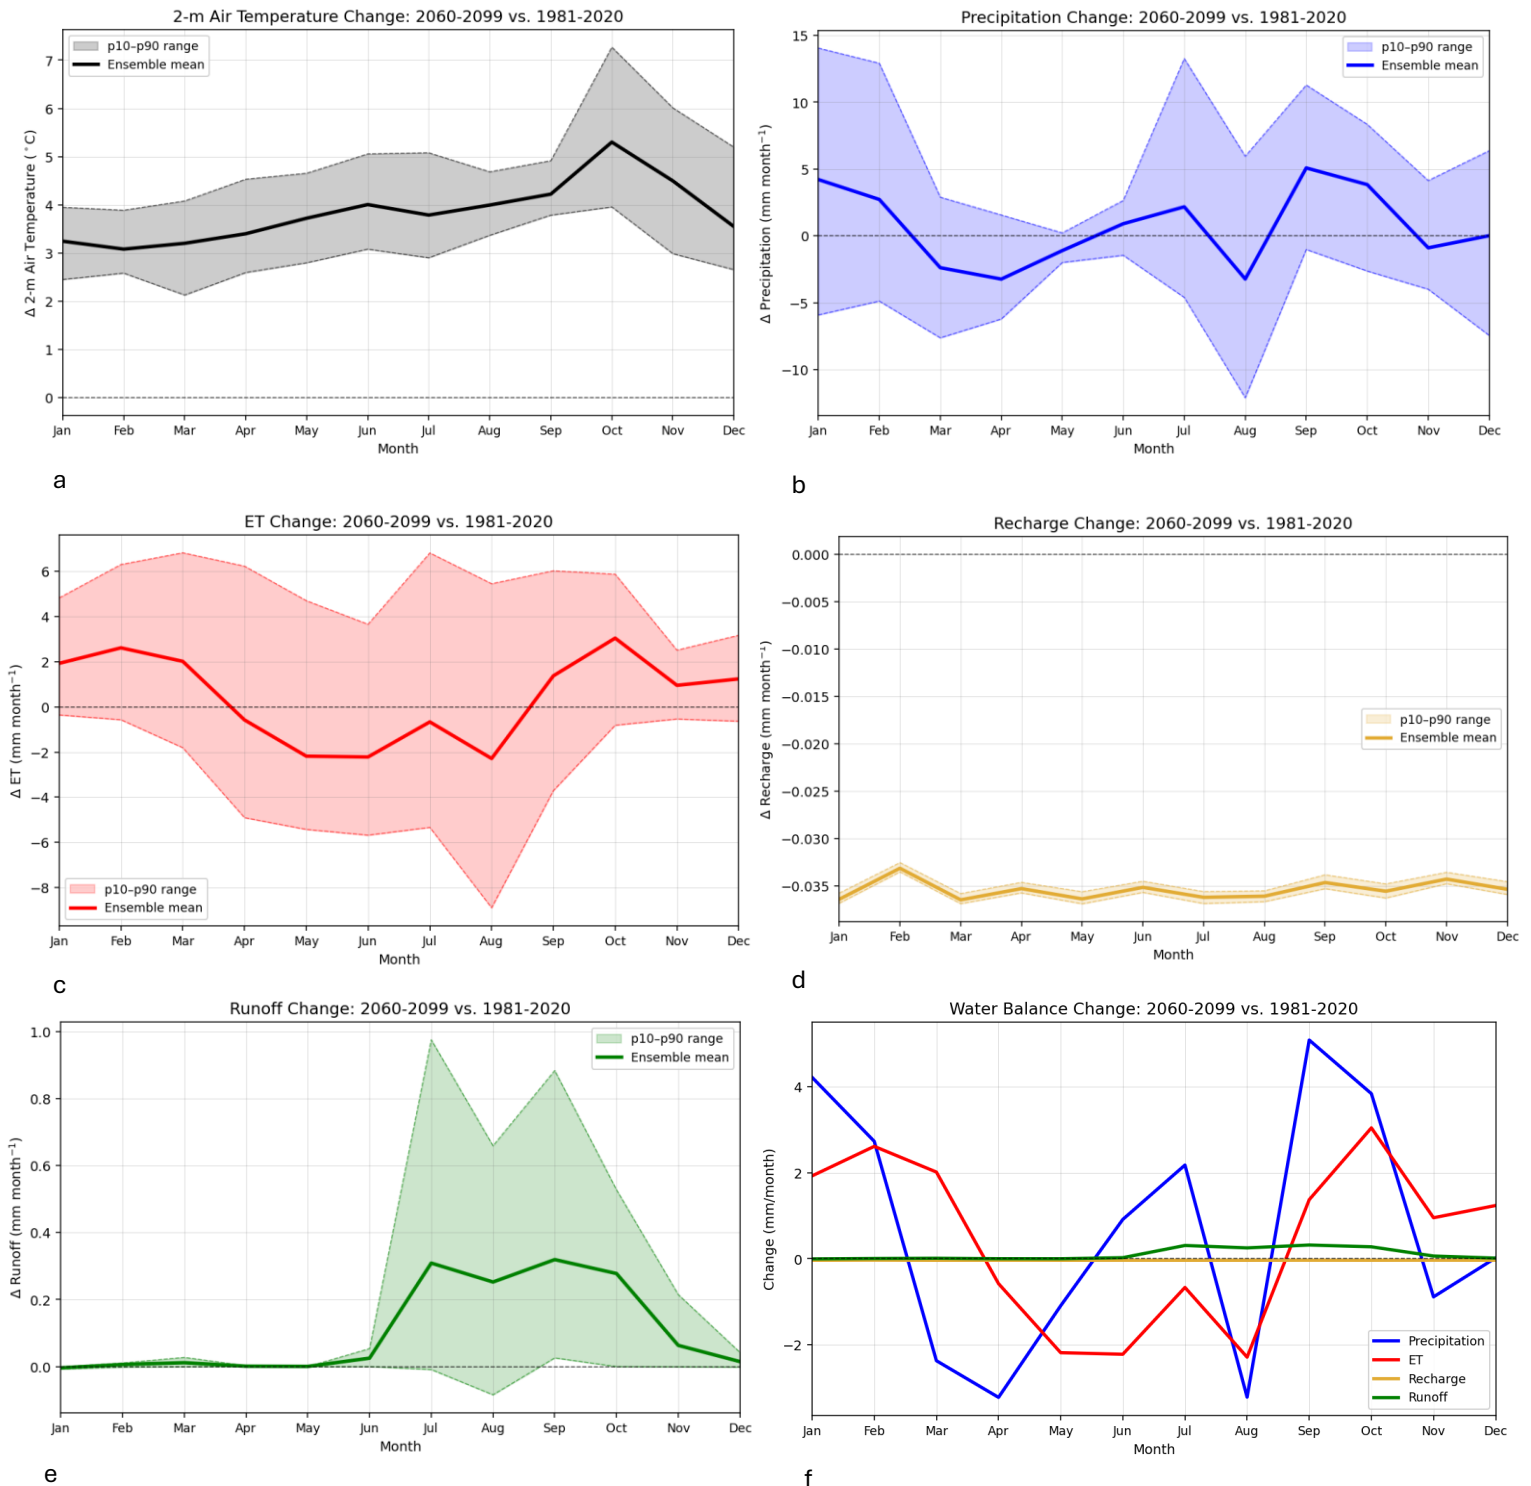 2-m Air Temperature Change: 2060-2099 vs. 1981-2020
p10–p90 range
Ensemble mean
Δ 2-m Air Temperature (°C)
7
6
5
4
3
2
1
0
Jan Feb Mar Apr May Jun Jul Aug Sep Oct Nov Dec
Month
a
Precipitation Change: 2060-2099 vs. 1981-2020
p10–p90 range
Ensemble mean
Δ Precipitation (mm month⁻¹)
15
10
5
0
−5
−10
Jan Feb Mar Apr May Jun Jul Aug Sep Oct Nov Dec
Month
b
ET Change: 2060-2099 vs. 1981-2020
Δ ET (mm month⁻¹)
6
4
2
0
−2
−4
−6
−8
p10–p90 range
Ensemble mean
Jan Feb Mar Apr May Jun Jul Aug Sep Oct Nov Dec
Month
c
Recharge Change: 2060-2099 vs. 1981-2020
Δ Recharge (mm month⁻¹)
0.000
−0.005
−0.010
−0.015
−0.020
−0.025
−0.030
−0.035
p10–p90 range
Ensemble mean
Jan Feb Mar Apr May Jun Jul Aug Sep Oct Nov Dec
Month
d
Runoff Change: 2060-2099 vs. 1981-2020
p10–p90 range
Ensemble mean
Δ Runoff (mm month⁻¹)
1.0
0.8
0.6
0.4
0.2
0.0
Jan Feb Mar Apr May Jun Jul Aug Sep Oct Nov Dec
Month
e
Water Balance Change: 2060-2099 vs. 1981-2020
Change (mm/month)
4
2
0
−2
Precipitation
ET
Recharge
Runoff
Jan Feb Mar Apr May Jun Jul Aug Sep Oct Nov Dec
Month
f